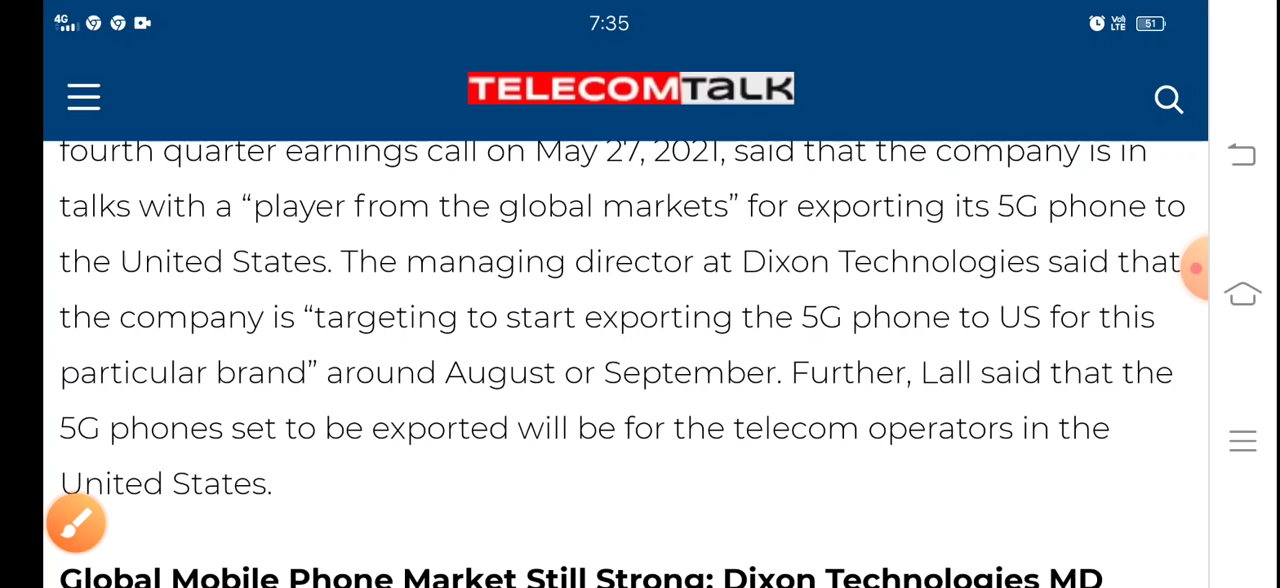 4G
7:35
Vo)
LTE
51
TELECOMTALK
fourth quarter earnings call on May 27, 2021, said that the company is in
talks with a “player from the global markets” for exporting its 5G phone to
the United States. The managing director at Dixon Technologies said that
the company is “targeting to start exporting the 5G phone to US for this
particular brand” around August or September. Further, Lall said that the
5G phones set to be exported will be for the telecom operators in the
United States.
Global Mobile Phone Market Still Strong: Dixon Technologies MD